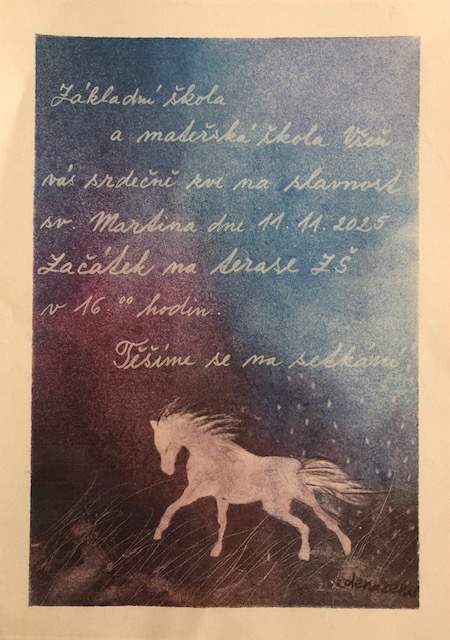 Základní škola
a mateřská škola Všeň
vás srdečně zve na slavnost
sv. Martina dne 11. 11. 2025
Začátek na terase ZŠ
v 16 00 hodin.
Těšíme se na setkání